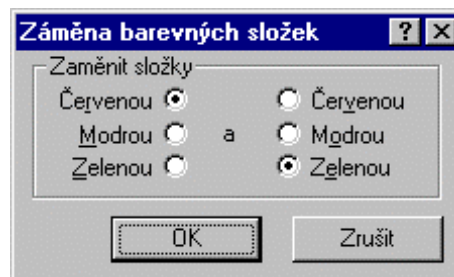 Záměna barevných složek
Zaměnit složky
Červenou Červenou
Modrou a Modrou
Zelenou Zelenou
OK Zrušit